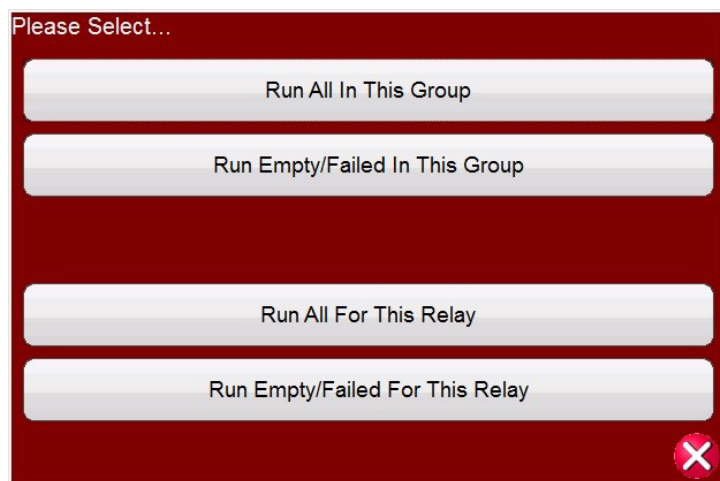 Please Select...
Run All In This Group
Run Empty/Failed In This Group
Run All For This Relay
Run Empty/Failed For This Relay